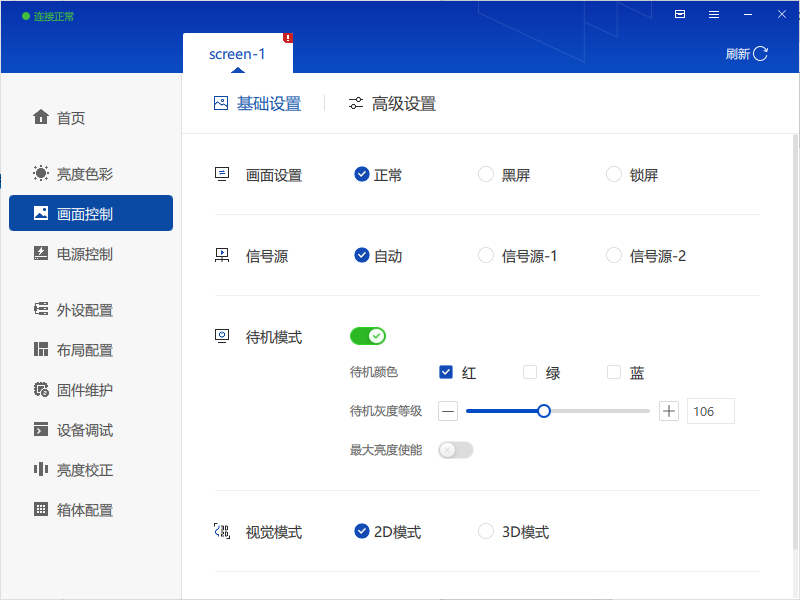 连接正常
screen-1
刷新
首页
亮度色彩
画面控制
电源控制
外设配置
布局配置
固件维护
设备调试
亮度校正
箱体配置
基础设置 高级设置
画面设置 正常 黑屏 锁屏
信号源 自动 信号源-1 信号源-2
待机模式
待机颜色 红 绿 蓝
待机灰度等级 106
最大亮度使能
视觉模式 2D模式 3D模式